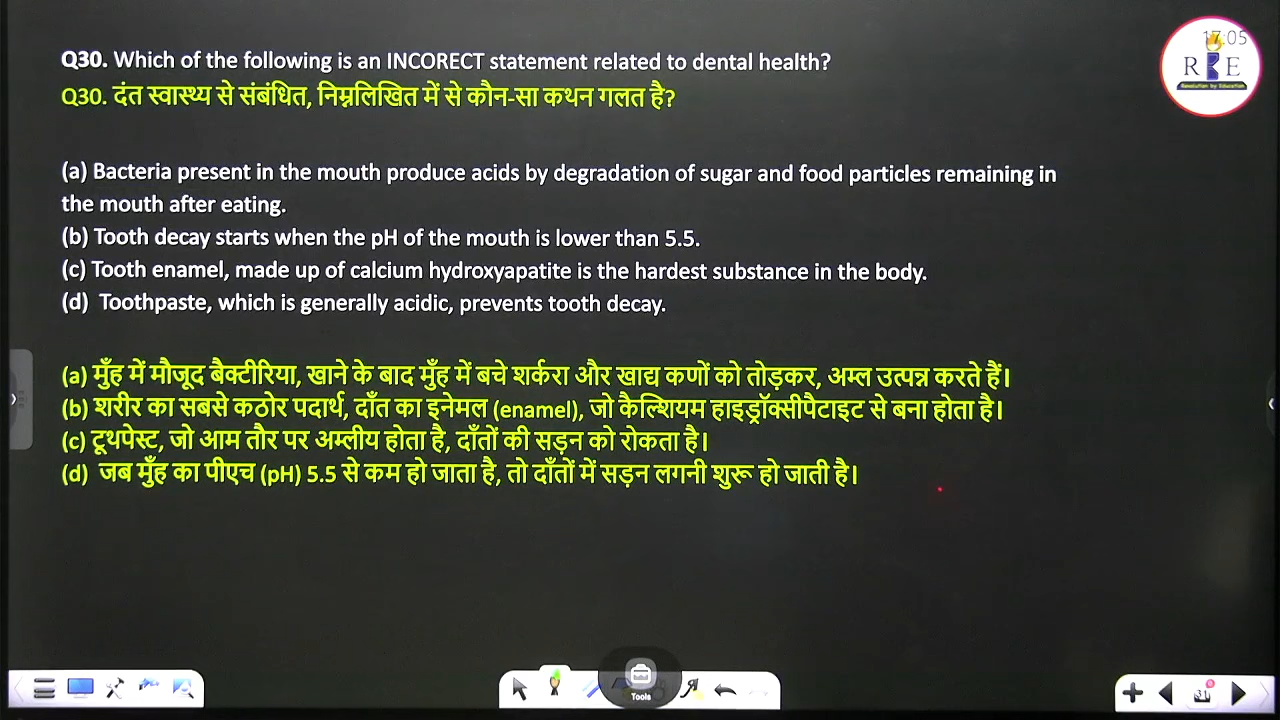 Q30. Which of the following is an INCORECT statement related to dental health?
Q30. दंत स्वास्थ्य से संबंधित, निम्नलिखित में से कौन-सा कथन गलत है?
17:05
R E
Resolution by Education
(a) Bacteria present in the mouth produce acids by degradation of sugar and food particles remaining in
the mouth after eating.
(b) Tooth decay starts when the pH of the mouth is lower than 5.5.
(c) Tooth enamel, made up of calcium hydroxyapatite is the hardest substance in the body.
(d) Toothpaste, which is generally acidic, prevents tooth decay.
(a) मुँह में मौजूद बैक्टीरिया, खाने के बाद मुँह में बचे शर्करा और खाद्य कणों को तोड़कर, अम्ल उत्पन्न करते हैं।
(b) शरीर का सबसे कठोर पदार्थ, दाँत का इनेमल (enamel), जो कैल्शियम हाइड्रॉक्सीपैटाइट से बना होता है।
(c) टूथपेस्ट, जो आम तौर पर अम्लीय होता है, दाँतों की सड़न को रोकता है।
(d) जब मुँह का पीएच (pH) 5.5 से कम हो जाता है, तो दाँतों में सड़न लगनी शुरू हो जाती है।
Tools